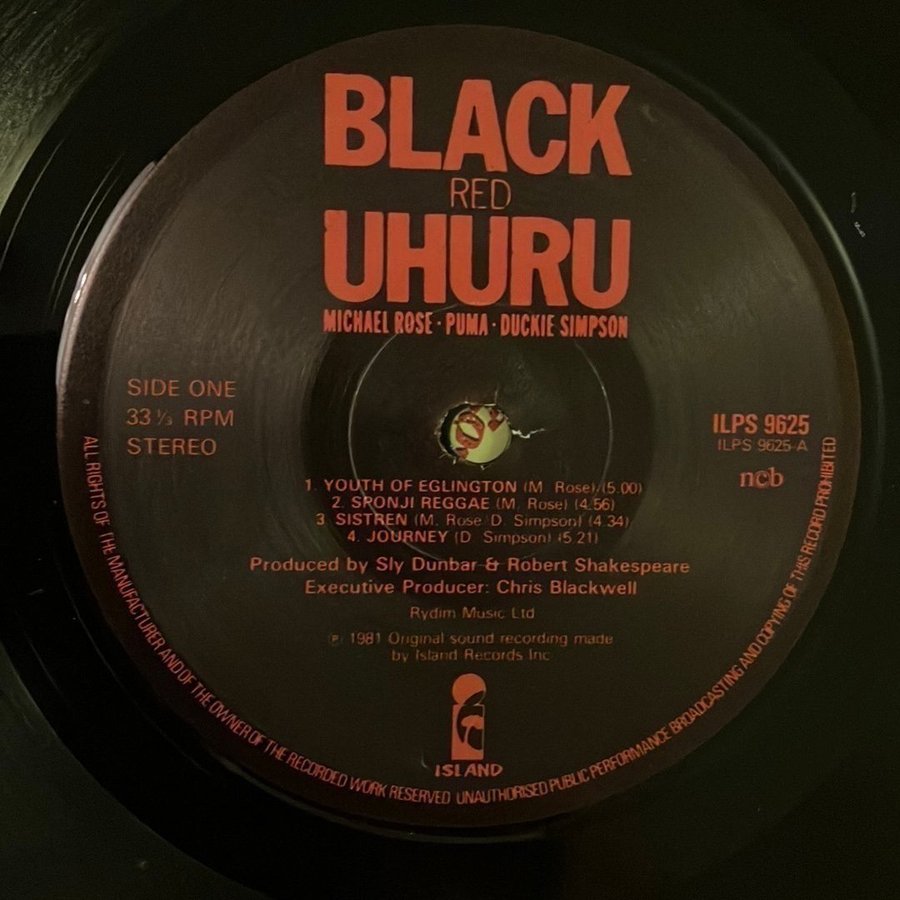 BLACK
RED
UHURU
MICHAEL ROSE · PUMA · DUCKIE SIMPSON
SIDE ONE
33 1/3 RPM
STEREO
ILPS 9625
ILPS 9625-A
ncb
1. YOUTH OF EGLINGTON (M. Rose) (5.00)
2. SPONJI REGGAE (M. Rose) (4.56)
3 SISTREN (M. Rose/D. Simpson) (4.34)
4. JOURNEY (D. Simpson) (5.21)
Produced by Sly Dunbar & Robert Shakespeare
Executive Producer: Chris Blackwell
Rydim Music Ltd
℗ 1981 Original sound recording made
by Island Records Inc
ISLAND
ALL RIGHTS OF THE MANUFACTURER AND OF THE OWNER OF THE RECORDED WORK RESERVED UNAUTHORISED PUBLIC PERFORMANCE BROADCASTING AND COPYING OF THIS RECORD PROHIBITED